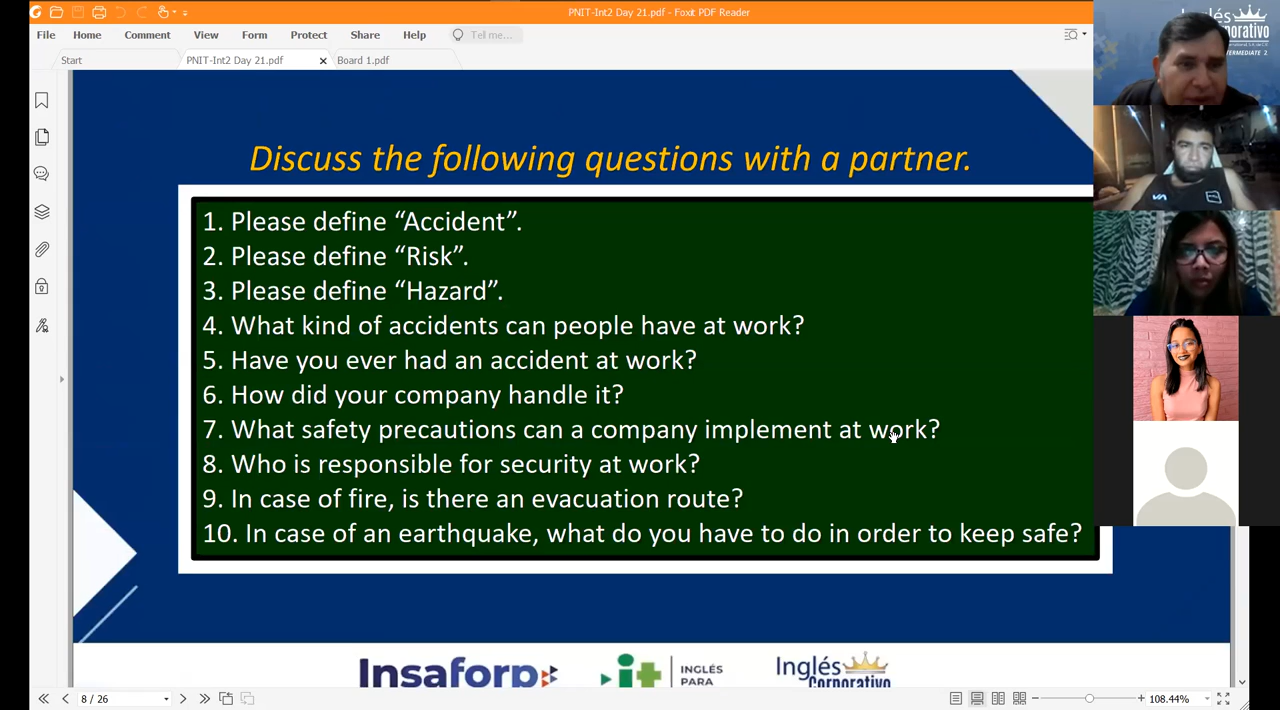 PNIT-Int2 Day 21.pdf - Foxit PDF Reader
File Home Comment View Form Protect Share Help Tell me...
Start PNIT-Int2 Day 21.pdf Board 1.pdf
Discuss the following questions with a partner.
1. Please define “Accident”.
2. Please define “Risk”.
3. Please define “Hazard”.
4. What kind of accidents can people have at work?
5. Have you ever had an accident at work?
6. How did your company handle it?
7. What safety precautions can a company implement at work?
8. Who is responsible for security at work?
9. In case of fire, is there an evacuation route?
10. In case of an earthquake, what do you have to do in order to keep safe?
Insaforp
it
INGLÉS
PARA
Inglés
Corporativo
8 / 26
108.44%